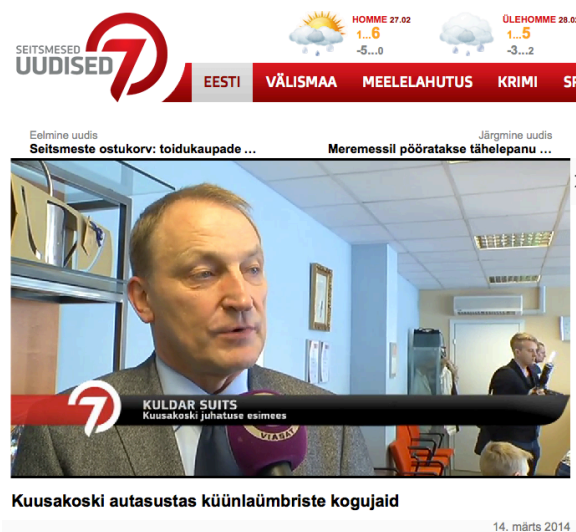 HOMME 27.02
1...6
-5...0
ÜLEHOMME 28.02
1...5
-3...2
SEITSMESED
UUDISED 7
EESTI VÄLISMAA MEELELAHUTUS KRIMI
Eelmine uudis
Seitsmeste ostukorv: toidukaupade ...
Järgmine uudis
Meremessil pööratakse tähelepanu ...
7
KULDAR SUITS
Kuusakoski juhatuse esimees
VIASAT
Kuusakoski autasustas küünlaümbriste kogujaid
14. märts 2014